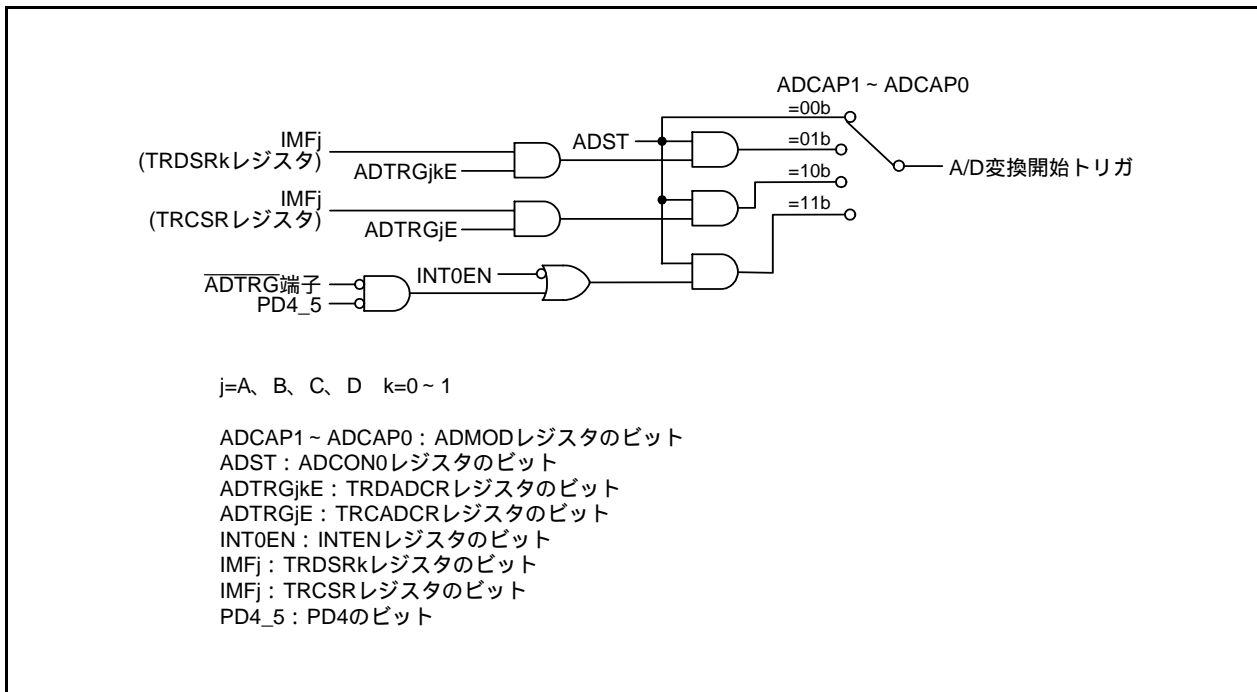 ADCAP1 ~ ADCAP0
=00b
IMFj
(TRDSRkレジスタ)
ADTRGjkE
ADST
=01b
A/D変換開始トリガ
=10b
IMFj
(TRCSRレジスタ)
ADTRGjE
=11b
ADTRG端子
PD4_5
INT0EN
j=A、B、C、D k=0 ~ 1
ADCAP1 ~ ADCAP0：ADMODレジスタのビット
ADST：ADCON0レジスタのビット
ADTRGjkE：TRDADCRレジスタのビット
ADTRGjE：TRCADCRレジスタのビット
INT0EN：INTENレジスタのビット
IMFj：TRDSRkレジスタのビット
IMFj：TRCSRレジスタのビット
PD4_5：PD4のビット